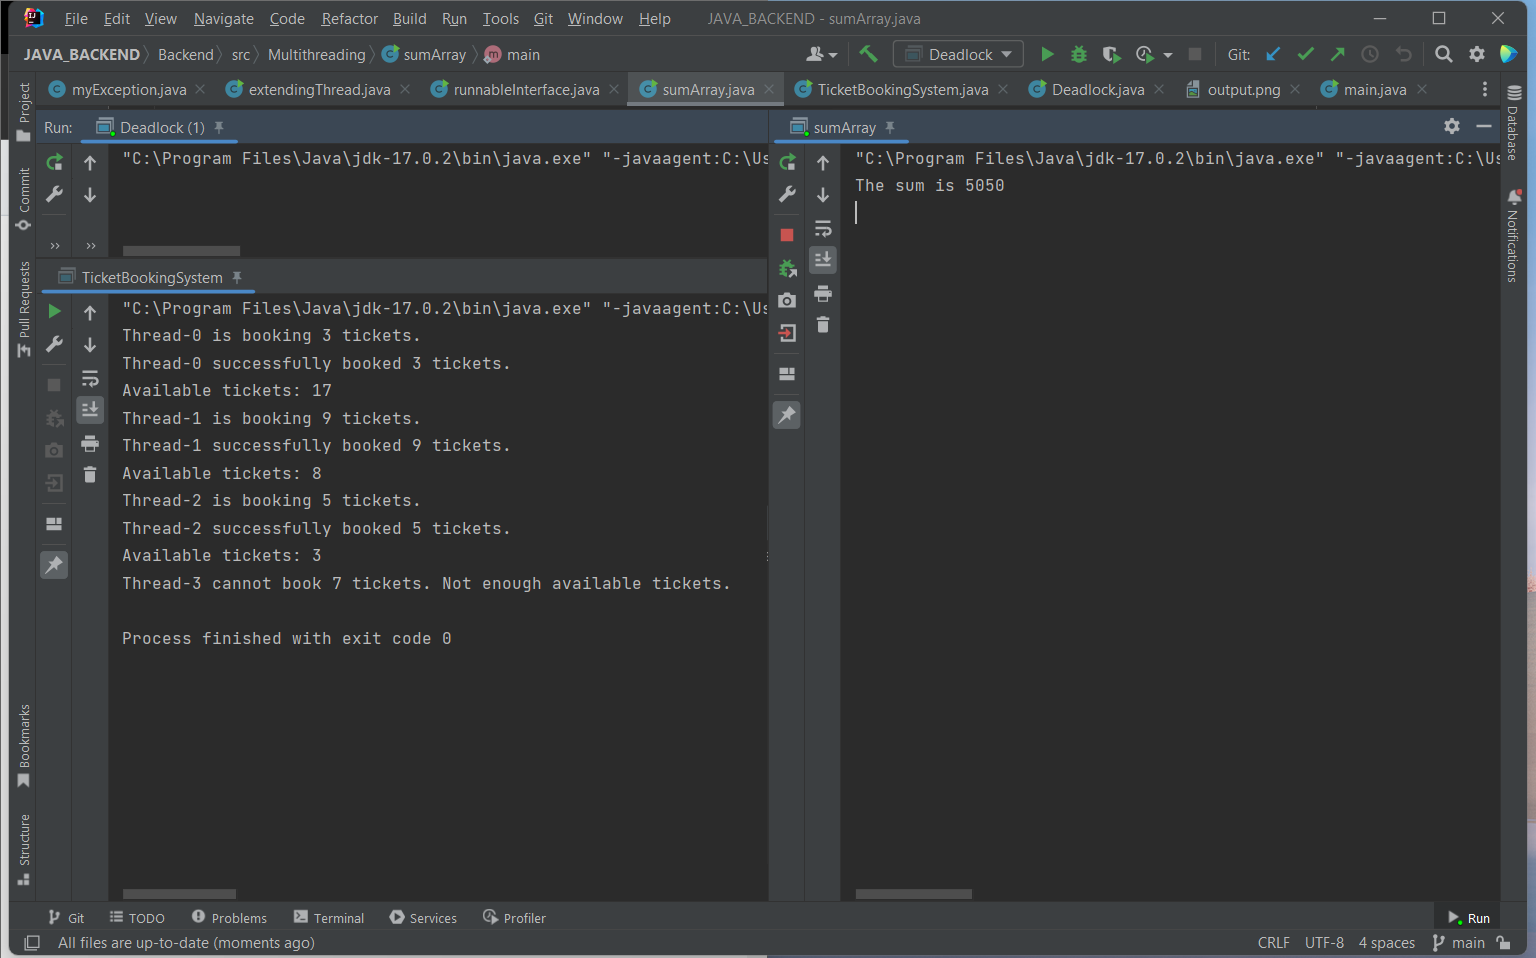 File Edit View Navigate Code Refactor Build Run Tools Git Window Help JAVA_BACKEND - sumArray.java
JAVA_BACKEND Backend src Multithreading sumArray main Deadlock Git:
myException.java extendingThread.java runnableInterface.java sumArray.java TicketBookingSystem.java Deadlock.java output.png main.java
Project
Commit
Pull Requests
Bookmarks
Structure
Run: Deadlock (1)
"C:\Program Files\Java\jdk-17.0.2\bin\java.exe" "-javaagent:C:\Us
TicketBookingSystem
"C:\Program Files\Java\jdk-17.0.2\bin\java.exe" "-javaagent:C:\Us
Thread-0 is booking 3 tickets.
Thread-0 successfully booked 3 tickets.
Available tickets: 17
Thread-1 is booking 9 tickets.
Thread-1 successfully booked 9 tickets.
Available tickets: 8
Thread-2 is booking 5 tickets.
Thread-2 successfully booked 5 tickets.
Available tickets: 3
Thread-3 cannot book 7 tickets. Not enough available tickets.
Process finished with exit code 0
sumArray
"C:\Program Files\Java\jdk-17.0.2\bin\java.exe" "-javaagent:C:\Us
The sum is 5050
Database
Notifications
Git TODO Problems Terminal Services Profiler Run
All files are up-to-date (moments ago) CRLF UTF-8 4 spaces main